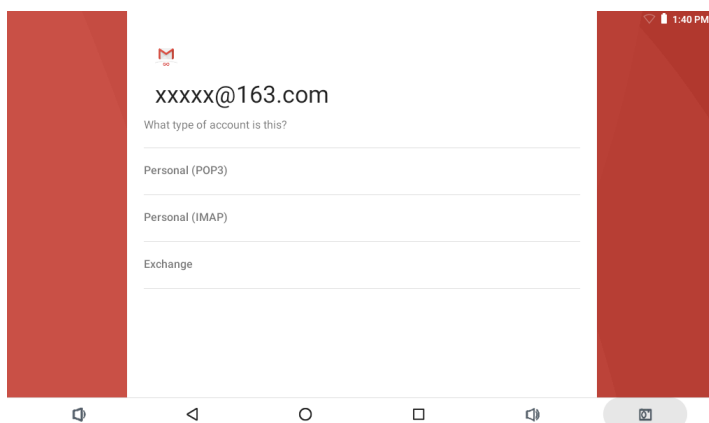 1:40 PM
xxxxx@163.com
What type of account is this?
Personal (POP3)
Personal (IMAP)
Exchange